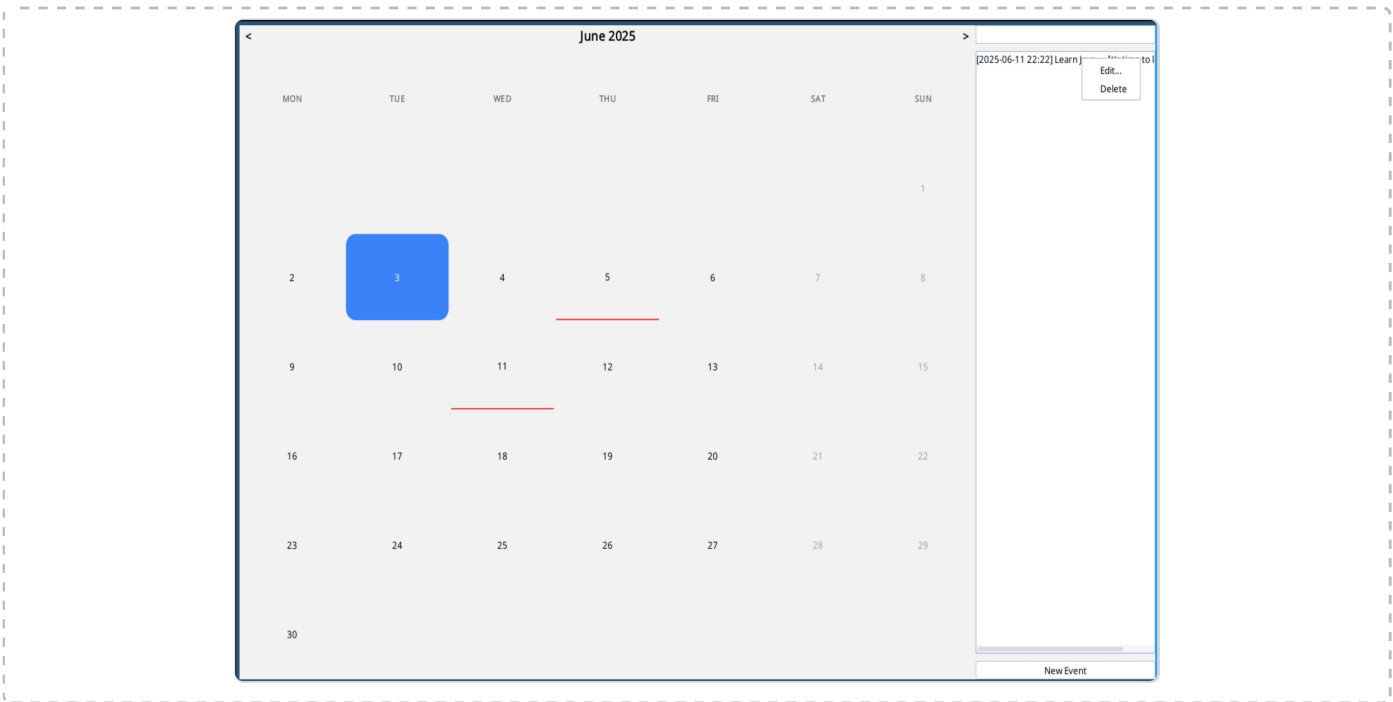 < June 2025 >
MON TUE WED THU FRI SAT SUN
1
2 3 4 5 6 7 8
9 10 11 12 13 14 15
16 17 18 19 20 21 22
23 24 25 26 27 28 29
30
[2025-06-11 22:22] Learn to
Edit...
Delete
New Event